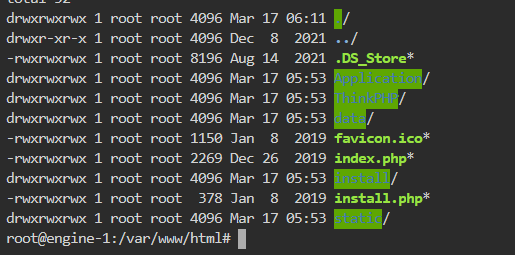 total 52
drwxrwxrwx 1 root root 4096 Mar 17 06:11 ./
drwxr-xr-x 1 root root 4096 Dec  8  2021 ../
-rwxrwxrwx 1 root root 8196 Aug 14  2021 .DS_Store*
drwxrwxrwx 1 root root 4096 Mar 17 05:53 Application/
drwxrwxrwx 1 root root 4096 Mar 17 05:53 ThinkPHP/
drwxrwxrwx 1 root root 4096 Mar 17 05:53 data/
-rwxrwxrwx 1 root root 1150 Jan  8  2019 favicon.ico*
-rwxrwxrwx 1 root root 2269 Dec 26  2019 index.php*
drwxrwxrwx 1 root root 4096 Mar 17 05:53 install/
-rwxrwxrwx 1 root root  378 Jan  8  2019 install.php*
drwxrwxrwx 1 root root 4096 Mar 17 05:53 static/
root@engine-1:/var/www/html#